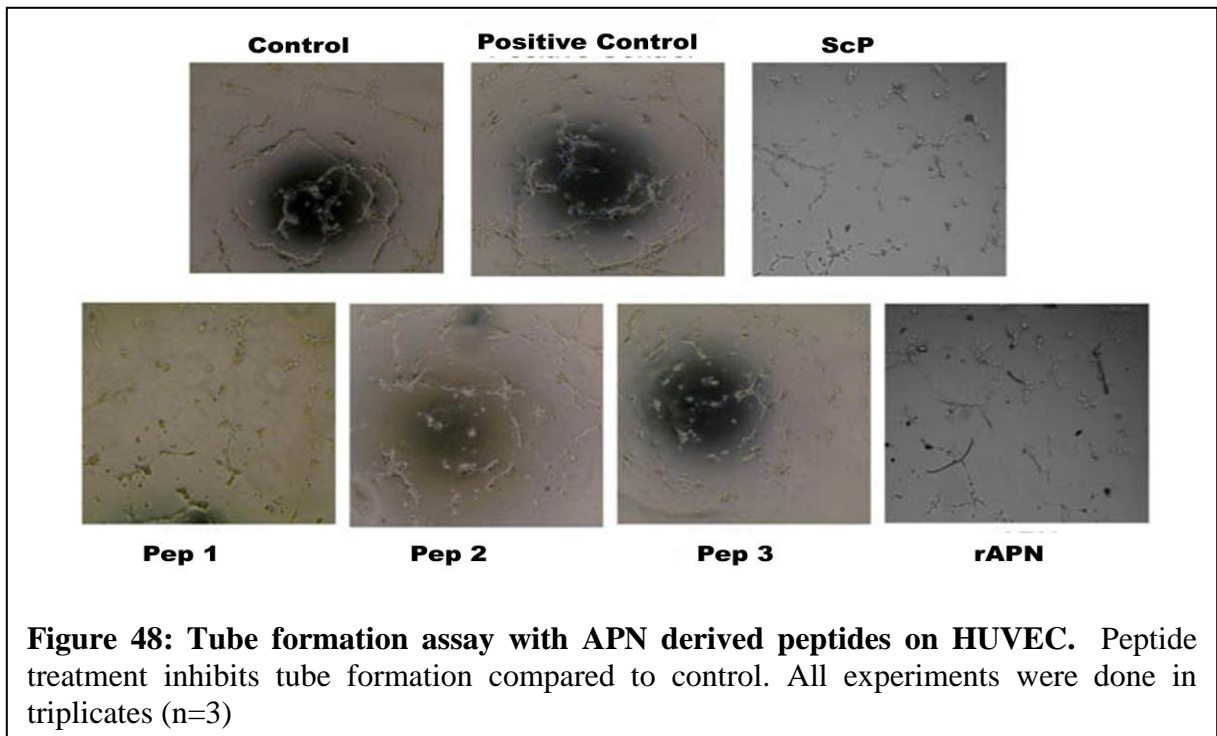 Control Positive Control ScP
Pep 1 Pep 2 Pep 3 rAPN
Figure 48: Tube formation assay with APN derived peptides on HUVEC. Peptide
treatment inhibits tube formation compared to control. All experiments were done in
triplicates (n=3)